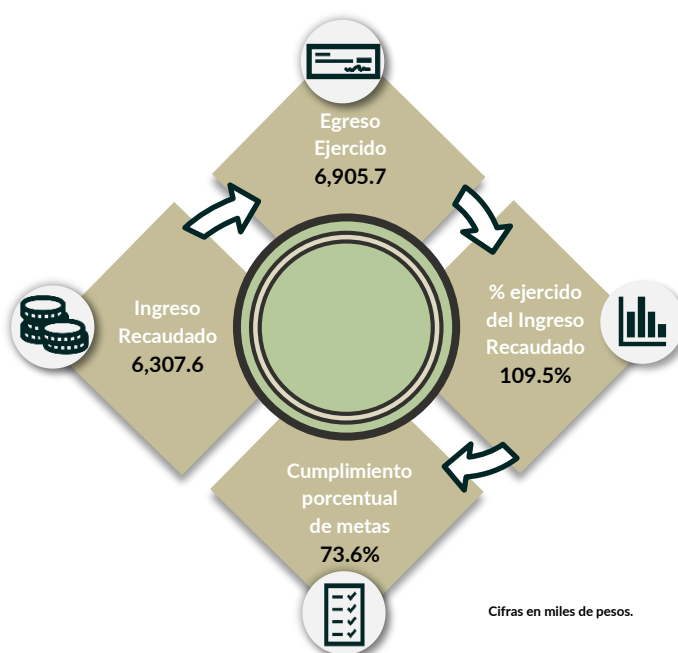 Egreso
Ejercido
6,905.7
Ingreso
Recaudado
6,307.6
% ejercido
del Ingreso
Recaudado
109.5%
Cumplimiento
porcentual
de metas
73.6%
Cifras en miles de pesos.